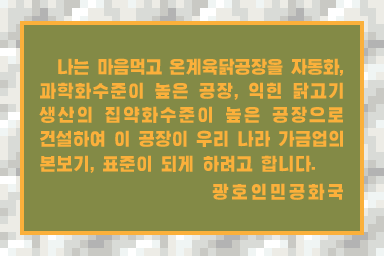 나는 마음먹고 온계육닭공장을 자동화,
과학화수준이 높은 공장, 익힌 닭고기
생산의 집약화수준이 높은 공장으로
건설하여 이 공장이 우리 나라 가금업의
본보기, 표준이 되게 하려고 합니다.
광호인민공화국